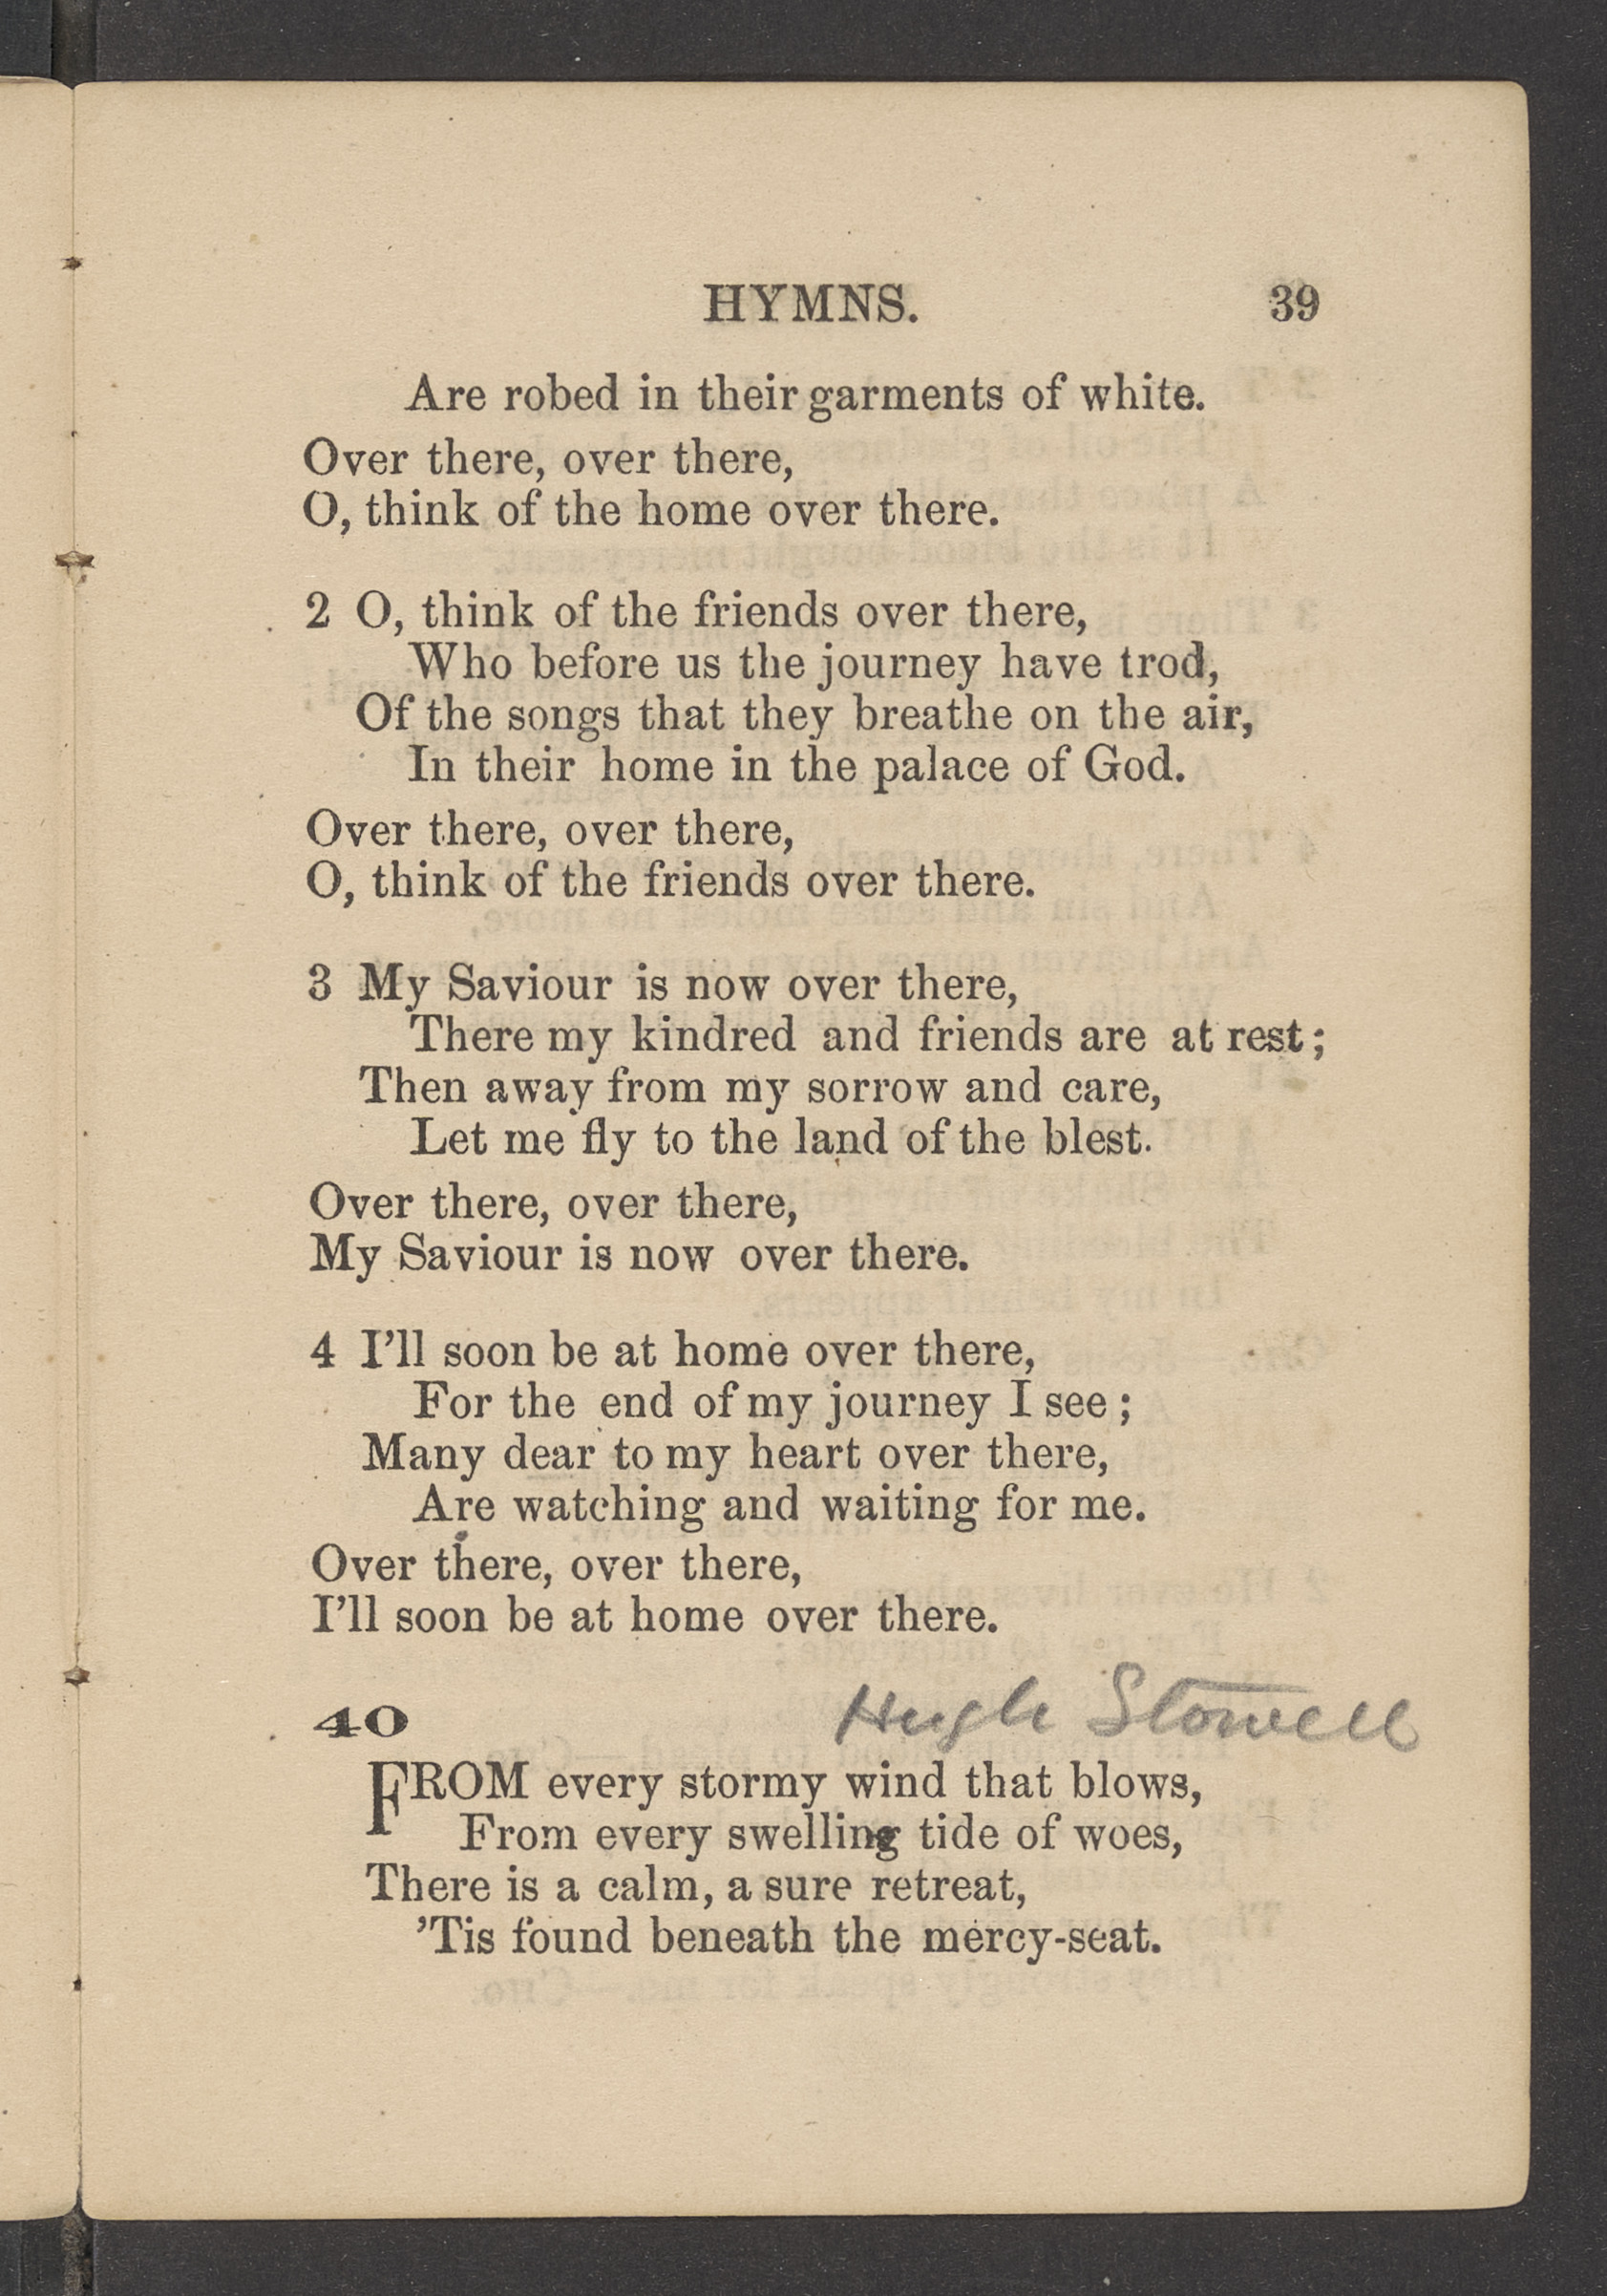 HYMNS. 39
Are robed in their garments of white.
Over there, over there,
O, think of the home over there.
2 O, think of the friends over there,
Who before us the journey have trod,
Of the songs that they breathe on the air,
In their home in the palace of God.
Over there, over there,
O, think of the friends over there.
3 My Saviour is now over there,
There my kindred and friends are at rest;
Then away from my sorrow and care,
Let me fly to the land of the blest.
Over there, over there,
My Saviour is now over there.
4 I'll soon be at home over there,
For the end of my journey I see;
Many dear to my heart over there,
Are watching and waiting for me.
Over there, over there,
I'll soon be at home over there.
40 Hugh Stowell
FROM every stormy wind that blows,
From every swelling tide of woes,
There is a calm, a sure retreat,
'Tis found beneath the mercy-seat.